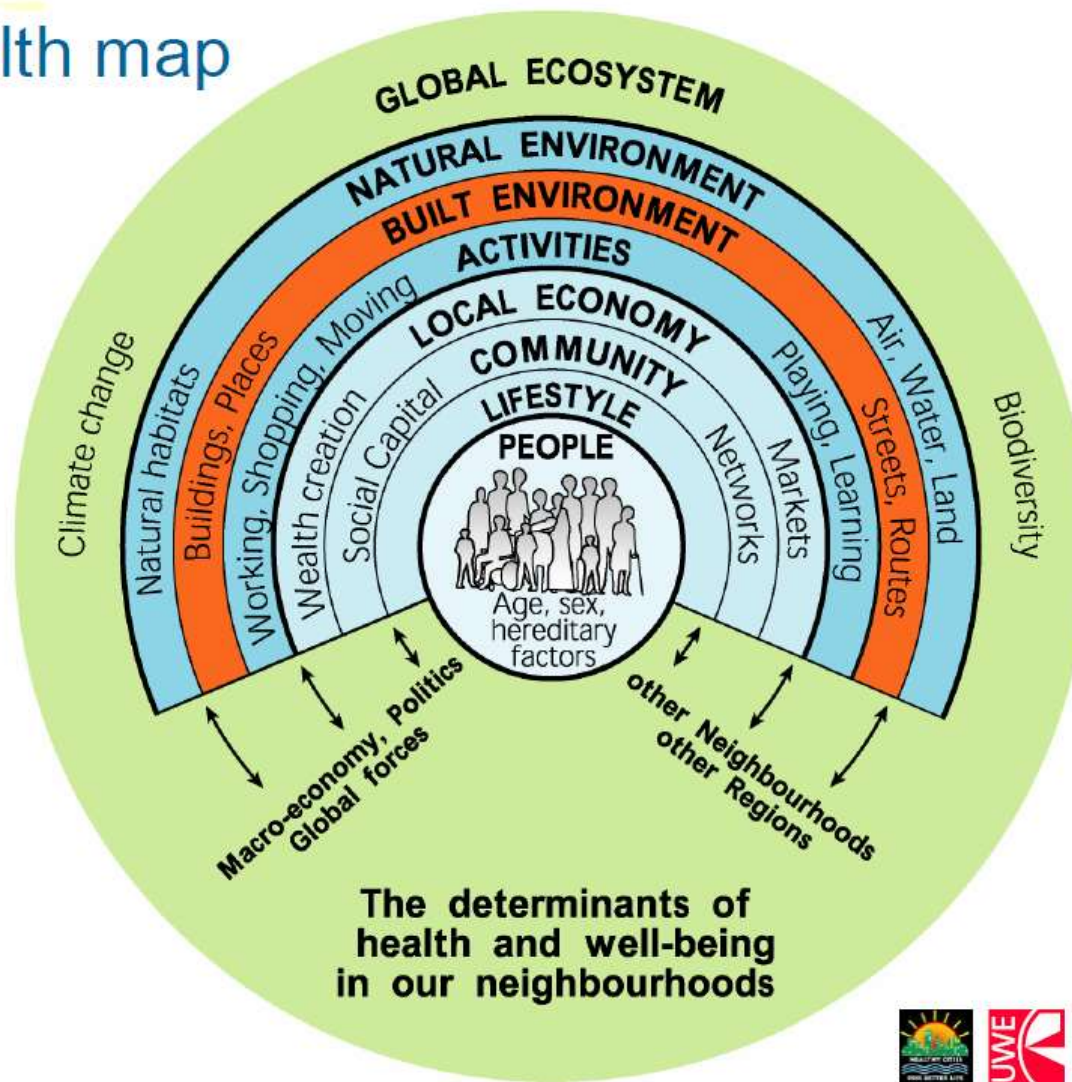 lth map
GLOBAL ECOSYSTEM
NATURAL ENVIRONMENT
BUILT ENVIRONMENT
ACTIVITIES
LOCAL ECONOMY
COMMUNITY
LIFESTYLE
PEOPLE
Age, sex,
hereditary
factors
Climate change
Natural habitats
Buildings, Places
Working, Shopping, Moving
Wealth creation
Social Capital
Networks
Markets
Playing, Learning
Streets, Routes
Air, Water, Land
Biodiversity
Macro-economy, Politics
Global forces
other Neighbourhoods
other Regions
The determinants of
health and well-being
in our neighbourhoods
HEALTHY CITIES
UWE